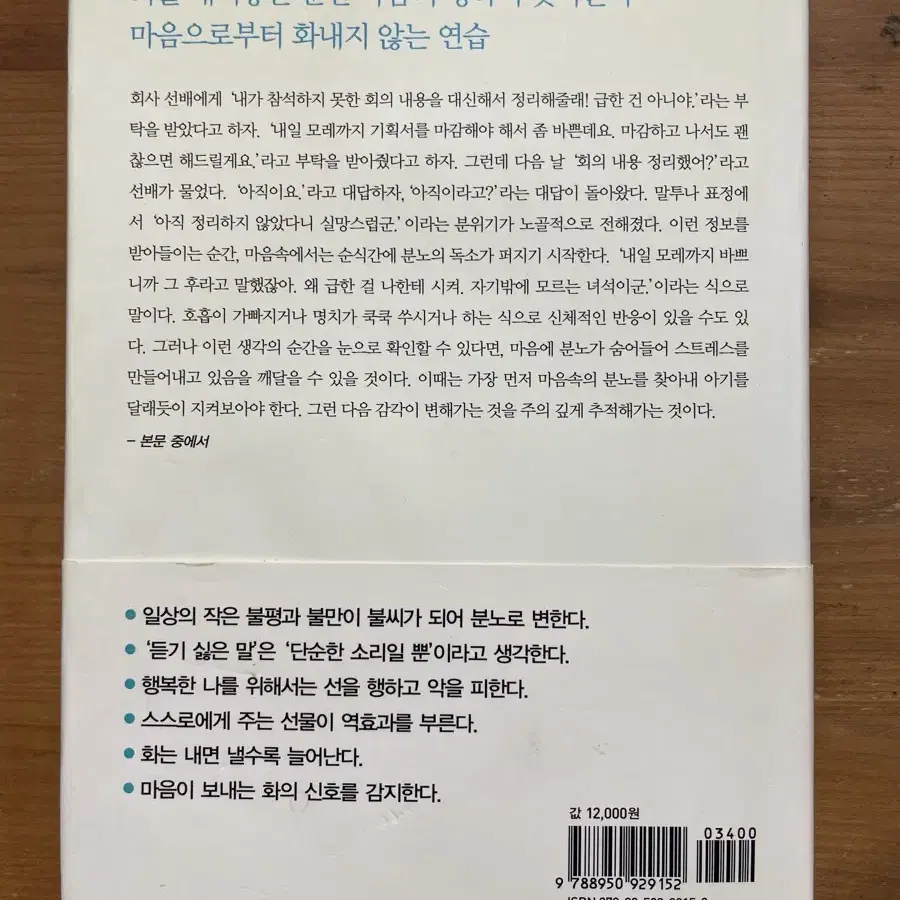 마음으로부터 화내지 않는 연습
회사 선배에게 ‘내가 참석하지 못한 회의 내용을 대신해서 정리해줄래! 급한 건 아니야.’라는 부
탁을 받았다고 하자. ‘내일 모레까지 기획서를 마감해야 해서 좀 바쁜데요. 마감하고 나서도 괜
찮으면 해드릴게요.’라고 부탁을 받아줬다고 하자. 그런데 다음 날 ‘회의 내용 정리했어?’라고
선배가 물었다. ‘아직이요.’라고 대답하자, ‘아직이라고?’라는 대답이 돌아왔다. 말투나 표정에
서 ‘아직 정리하지 않았다니 실망스럽군.’ 이라는 분위기가 노골적으로 전해졌다. 이런 정보를
받아들이는 순간, 마음속에서는 순식간에 분노의 독소가 퍼지기 시작한다. ‘내일 모레까지 바쁘
니까 그 후라고 말했잖아. 왜 급한 걸 나한테 시켜. 자기밖에 모르는 녀석이군.’이라는 식으로
말이다. 호흡이 가빠지거나 명치가 쿡쿡 쑤시거나 하는 식으로 신체적인 반응이 있을 수도 있
다. 그러나 이런 생각의 순간을 눈으로 확인할 수 있다면, 마음에 분노가 숨어들어 스트레스를
만들어내고 있음을 깨달을 수 있을 것이다. 이때는 가장 먼저 마음속의 분노를 찾아내 아기를
달래듯이 지켜보아야 한다. 그런 다음 감각이 변해가는 것을 주의 깊게 추적해가는 것이다.
– 본문 중에서
• 일상의 작은 불평과 불만이 불씨가 되어 분노로 변한다.
• ‘듣기 싫은 말’은 ‘단순한 소리일 뿐’이라고 생각한다.
• 행복한 나를 위해서는 선을 행하고 악을 피한다.
• 스스로에게 주는 선물이 역효과를 부른다.
• 화는 내면 낼수록 늘어난다.
• 마음이 보내는 화의 신호를 감지한다.
값 12,000원
03400
9 788950 929152